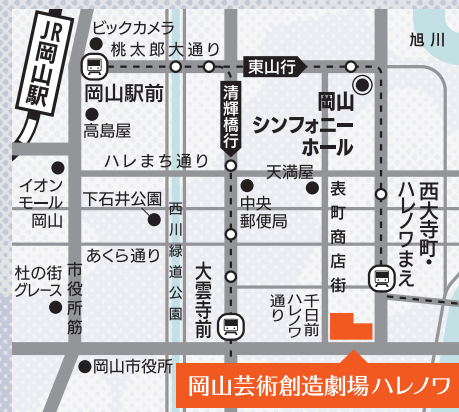 JR岡山駅
ビックカメラ
桃太郎大通り
旭川
岡山駅前
東山行
清輝橋行
岡山
シンフォニー
ホール
高島屋
ハレまち通り
イオン
モール
岡山
下石井公園
西川緑道公園
天満屋
中央
郵便局
表町商店街
西大寺町・
ハレノワまえ
あくら通り
杜の街
グレース
市役所筋
大雲寺前
千日前
ハレノワ
通り
岡山市役所
岡山芸術創造劇場 ハレノワ